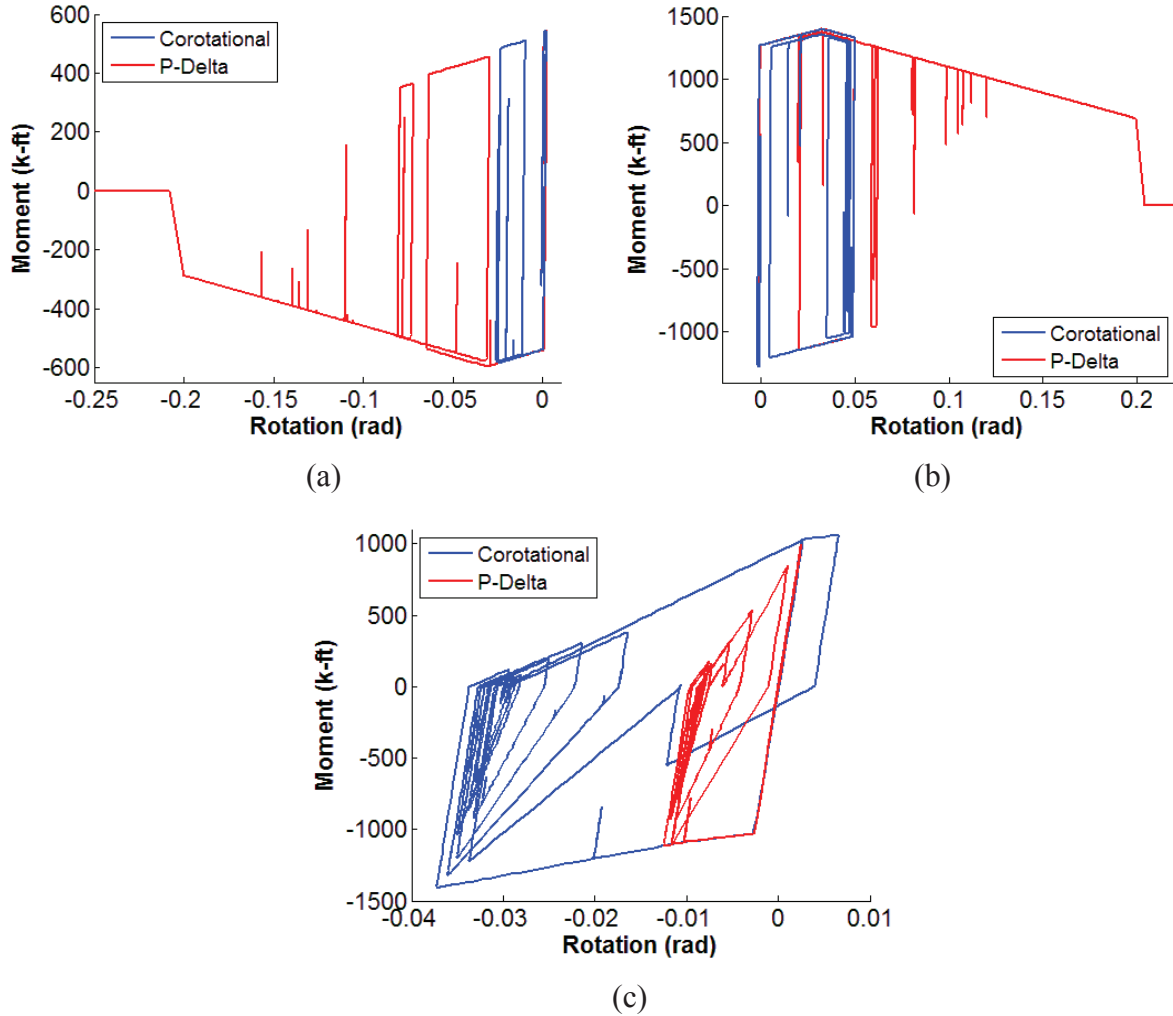 600
400
200
0
-200
-400
-600
Moment (k-ft)
Corotational
P-Delta
-0.25
-0.2
-0.15
-0.1
-0.05
0
Rotation (rad)
(a)
1500
1000
500
0
-500
-1000
Moment (k-ft)
Corotational
P-Delta
0
0.05
0.1
0.15
0.2
Rotation (rad)
(b)
1000
500
0
-500
-1000
-1500
Moment (k-ft)
Corotational
P-Delta
-0.04
-0.03
-0.02
-0.01
0
0.01
Rotation (rad)
(c)